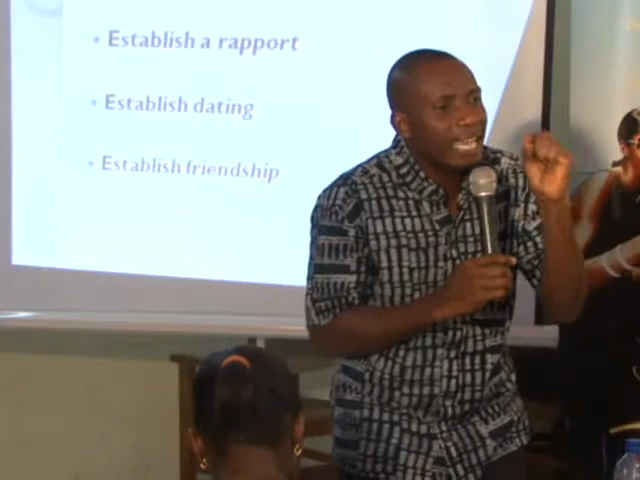 • Establish a rapport
• Establish dating
• Establish friendship